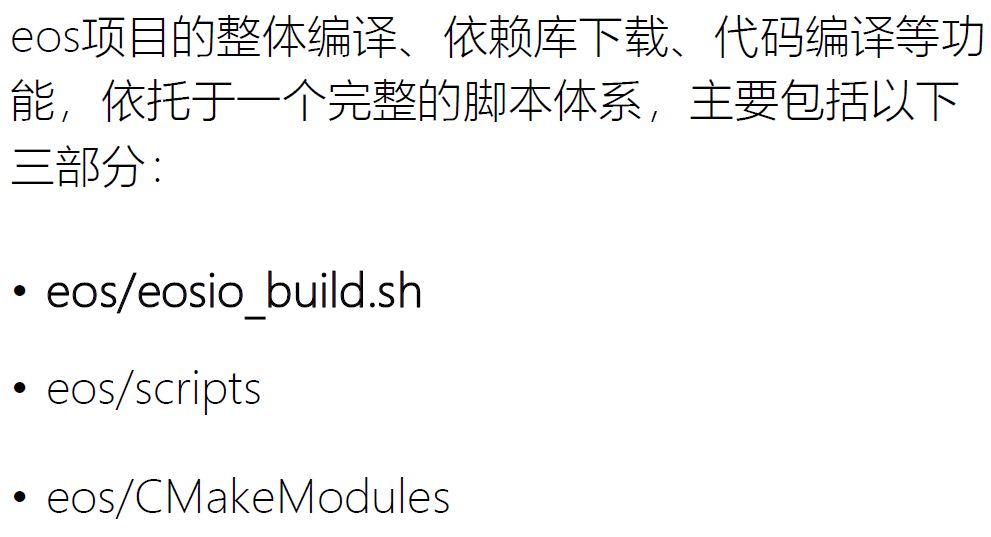 eos项目的整体编译、依赖库下载、代码编译等功
能，依托于一个完整的脚本体系，主要包括以下
三部分：
• eos/eosio_build.sh
• eos/scripts
• eos/CMakeModules